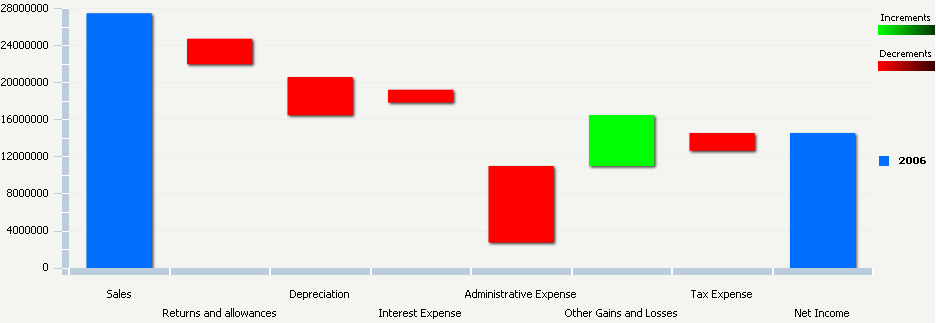 28000000
24000000
20000000
16000000
12000000
8000000
4000000
0
Sales
Returns and allowances
Depreciation
Interest Expense
Administrative Expense
Other Gains and Losses
Tax Expense
Net Income
Increments
Decrements
2006